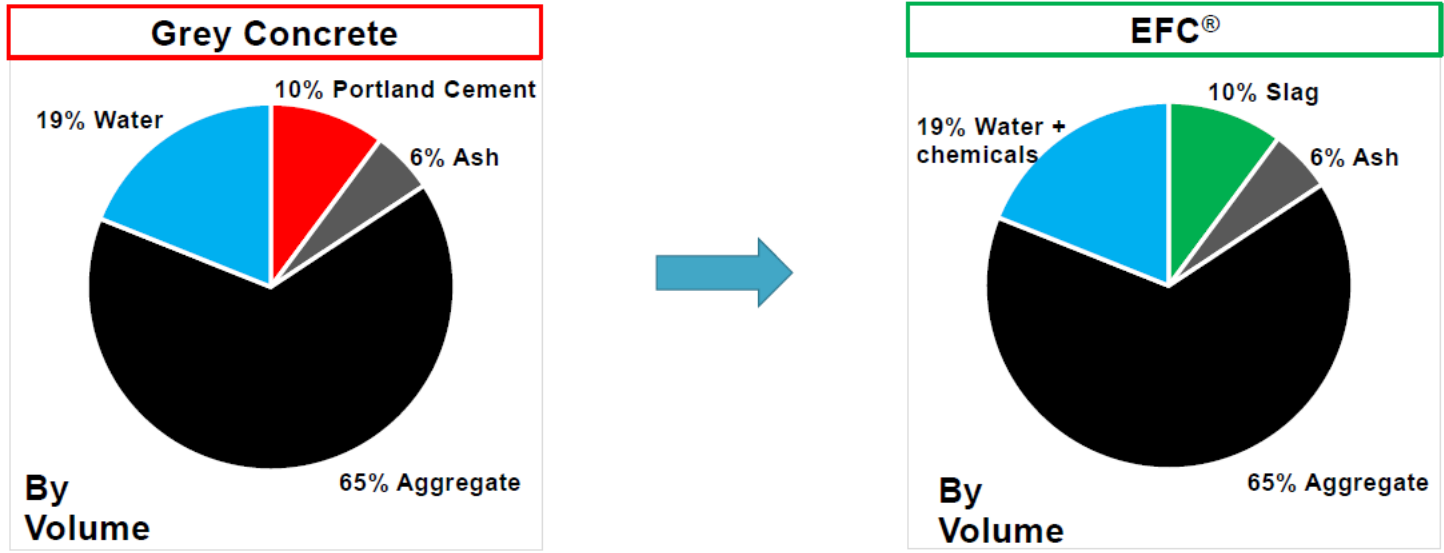 Grey Concrete
10% Portland Cement
19% Water
6% Ash
65% Aggregate
By
Volume
EFC®
10% Slag
19% Water +
chemicals
6% Ash
65% Aggregate
By
Volume